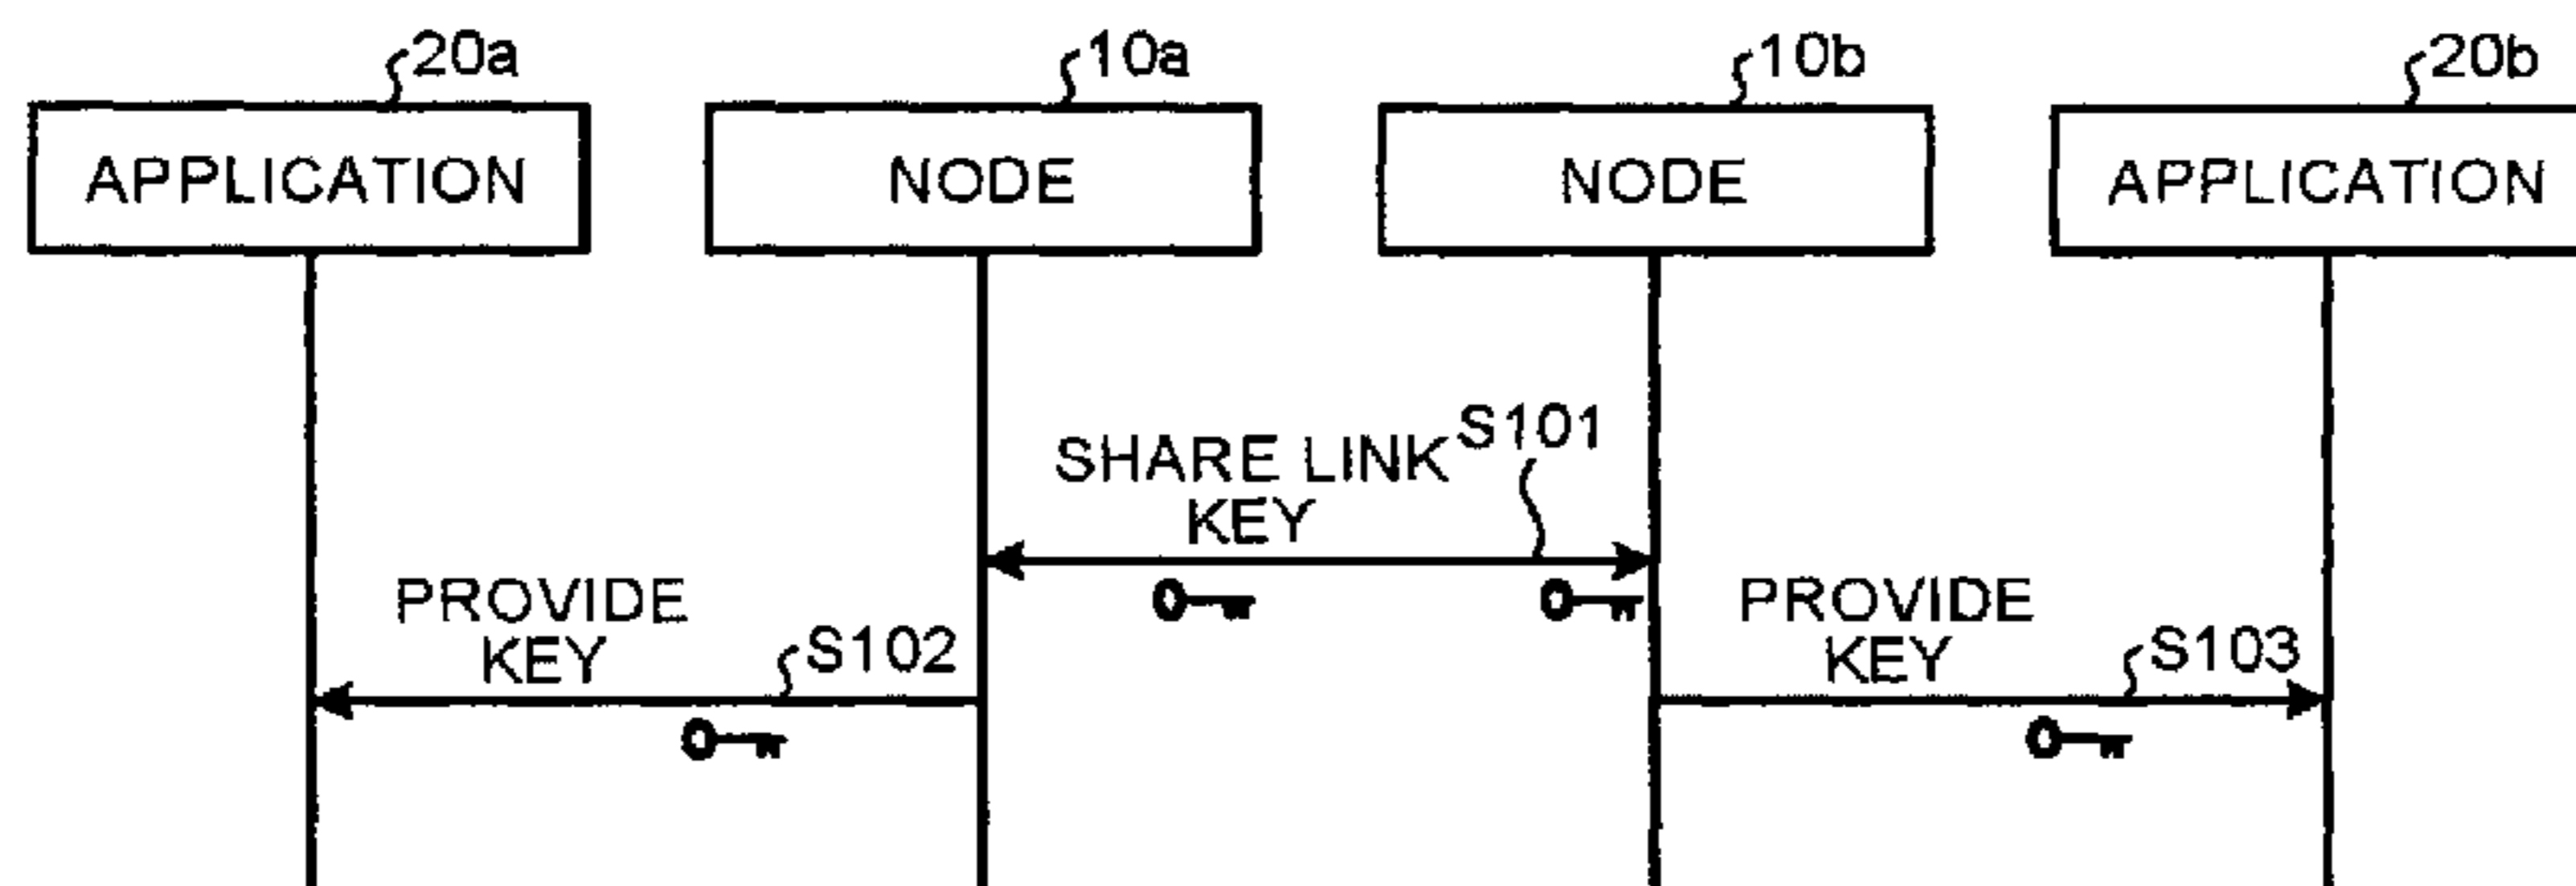 20a
10a
10b
20b
APPLICATION
NODE
NODE
APPLICATION
SHARE LINK
KEY
S101
PROVIDE
KEY
S102
PROVIDE
KEY
S103